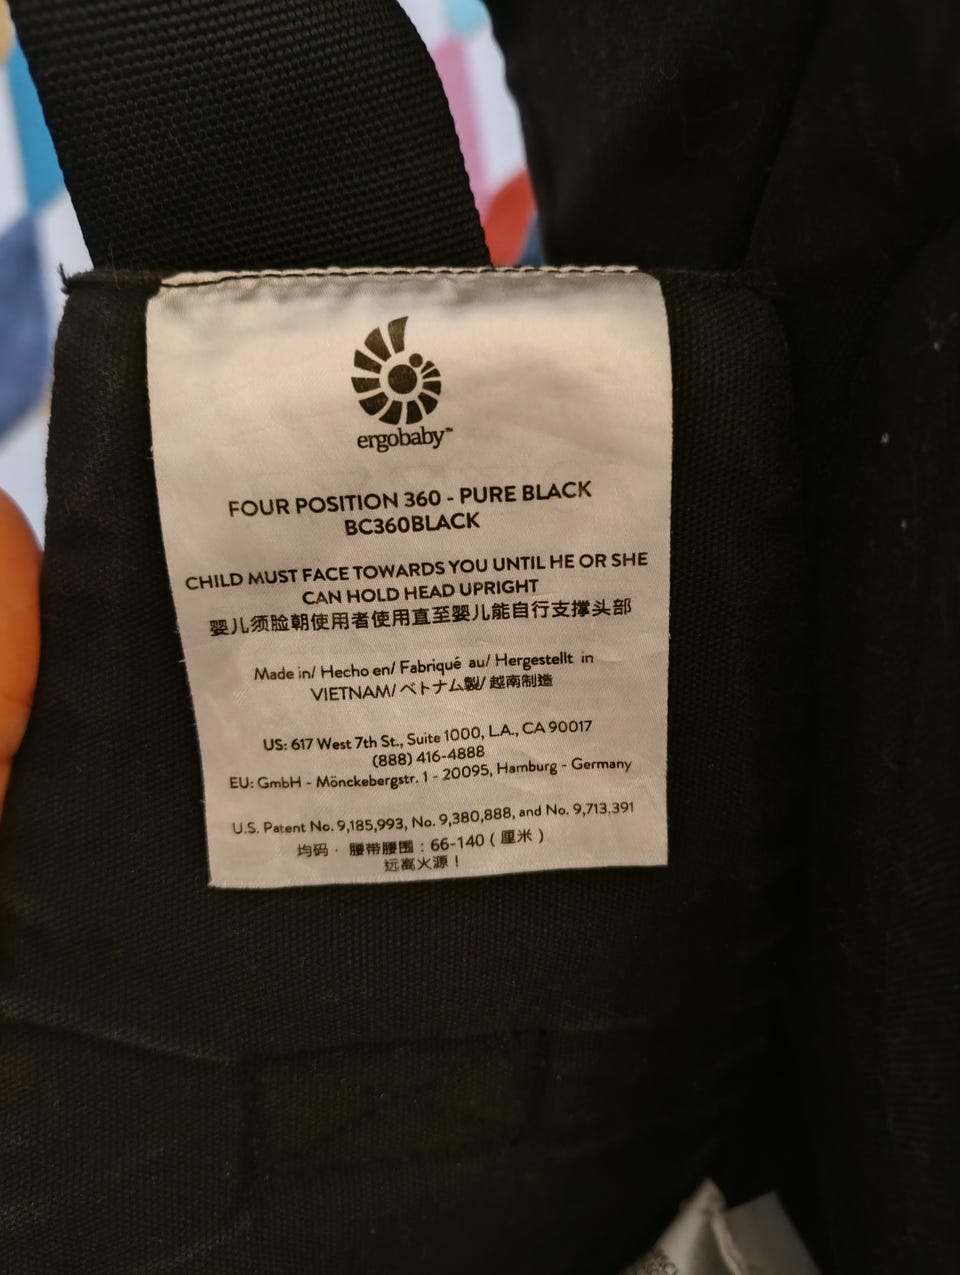 ergobaby™
FOUR POSITION 360 - PURE BLACK
BC360BLACK
CHILD MUST FACE TOWARDS YOU UNTIL HE OR SHE
CAN HOLD HEAD UPRIGHT
婴儿须脸朝使用者使用直至婴儿能自行支撑头部
Made in/ Hecho en/ Fabriqué au/ Hergestellt in
VIETNAM/ベトナム製/ 越南制造
US: 617 West 7th St., Suite 1000, L.A., CA 90017
(888) 416-4888
EU: GmbH - Mönckebergstr. 1 - 20095, Hamburg - Germany
U.S. Patent No. 9,185,993, No. 9,380,888, and No. 9,713,391
均码 · 腰带腰围 : 66-140 ( 厘米 )
远离火源 !